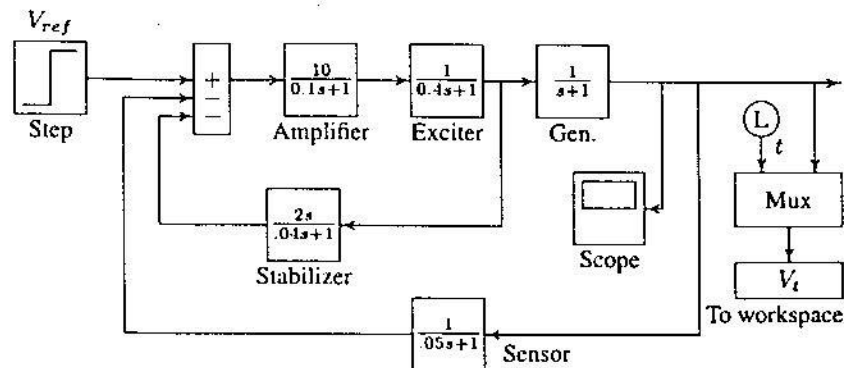 V_ref
Step
+
−
−
10
0.1s+1
Amplifier
1
0.4s+1
Exciter
1
s+1
Gen.
L
t
Mux
V_t
To workspace
Scope
2s
.04s+1
Stabilizer
1
.05s+1
Sensor